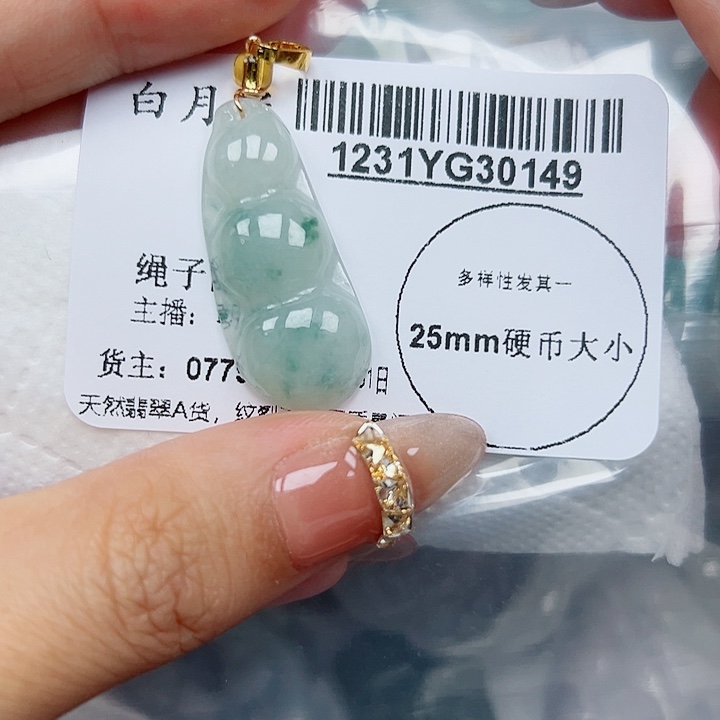 白月
1231YG30149
多样性发其一
25mm硬币大小
绳子
主播:
货主: 077
1日
天然翡翠A货,纹